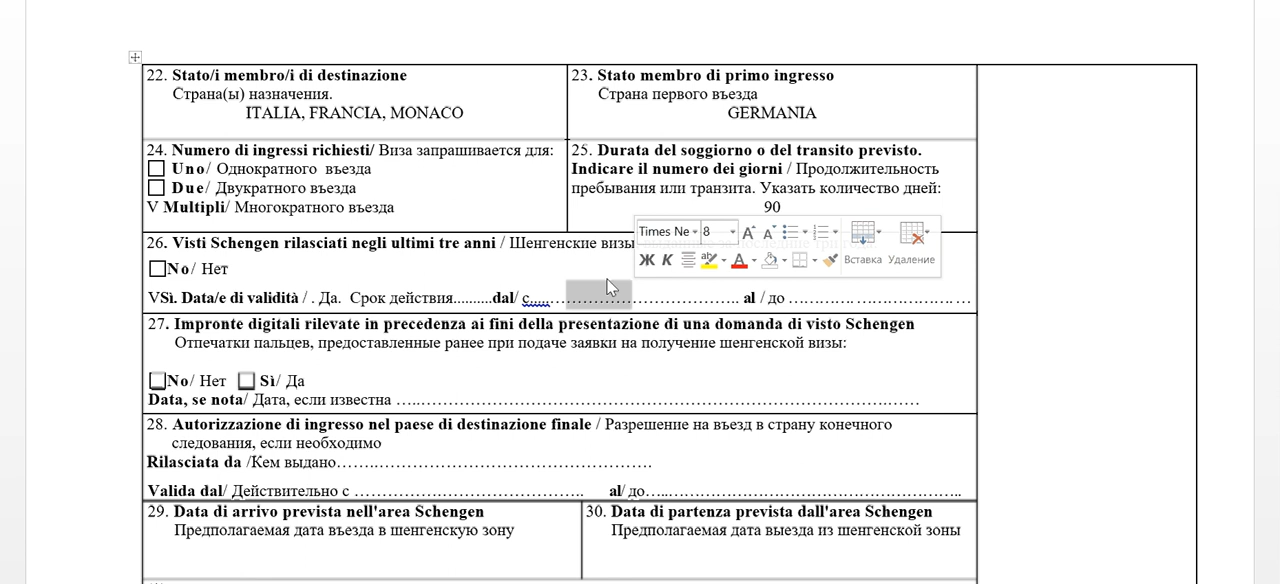 22. Stato/i membro/i di destinazione
Страна(ы) назначения.
ITALIA, FRANCIA, MONACO
23. Stato membro di primo ingresso
Страна первого въезда
GERMANIA
24. Numero di ingressi richiesti/ Виза запрашивается для:
Uno/ Однократного въезда
Due/ Двукратного въезда
V Multipli/ Многократного въезда
25. Durata del soggiorno o del transito previsto.
Indicare il numero dei giorni / Продолжительность
пребывания или транзита. Указать количество дней:
90
Times Ne 8
Ж К Вставка Удаление
26. Visti Schengen rilasciati negli ultimi tre anni / Шенгенские визы
No/ Нет
VSì. Data/e di validità / . Да. Срок действия..........dal/ с.....……………………………. al / до ……………………………
27. Impronte digitali rilevate in precedenza ai fini della presentazione di una domanda di visto Schengen
Отпечатки пальцев, предоставленные ранее при подаче заявки на получение шенгенской визы:
No/ Нет Sì/ Да
Data, se nota/ Дата, если известна …..……………………………………………………………………….……
28. Autorizzazione di ingresso nel paese di destinazione finale / Разрешение на въезд в страну конечного
следования, если необходимо
Rilasciata da /Кем выдано……..……………………………………………….
Valida dal/ Действительно с ……………………………….. al/ до…..…………………………………………..
29. Data di arrivo prevista nell'area Schengen
Предполагаемая дата въезда в шенгенскую зону
30. Data di partenza prevista dall'area Schengen
Предполагаемая дата выезда из шенгенской зоны